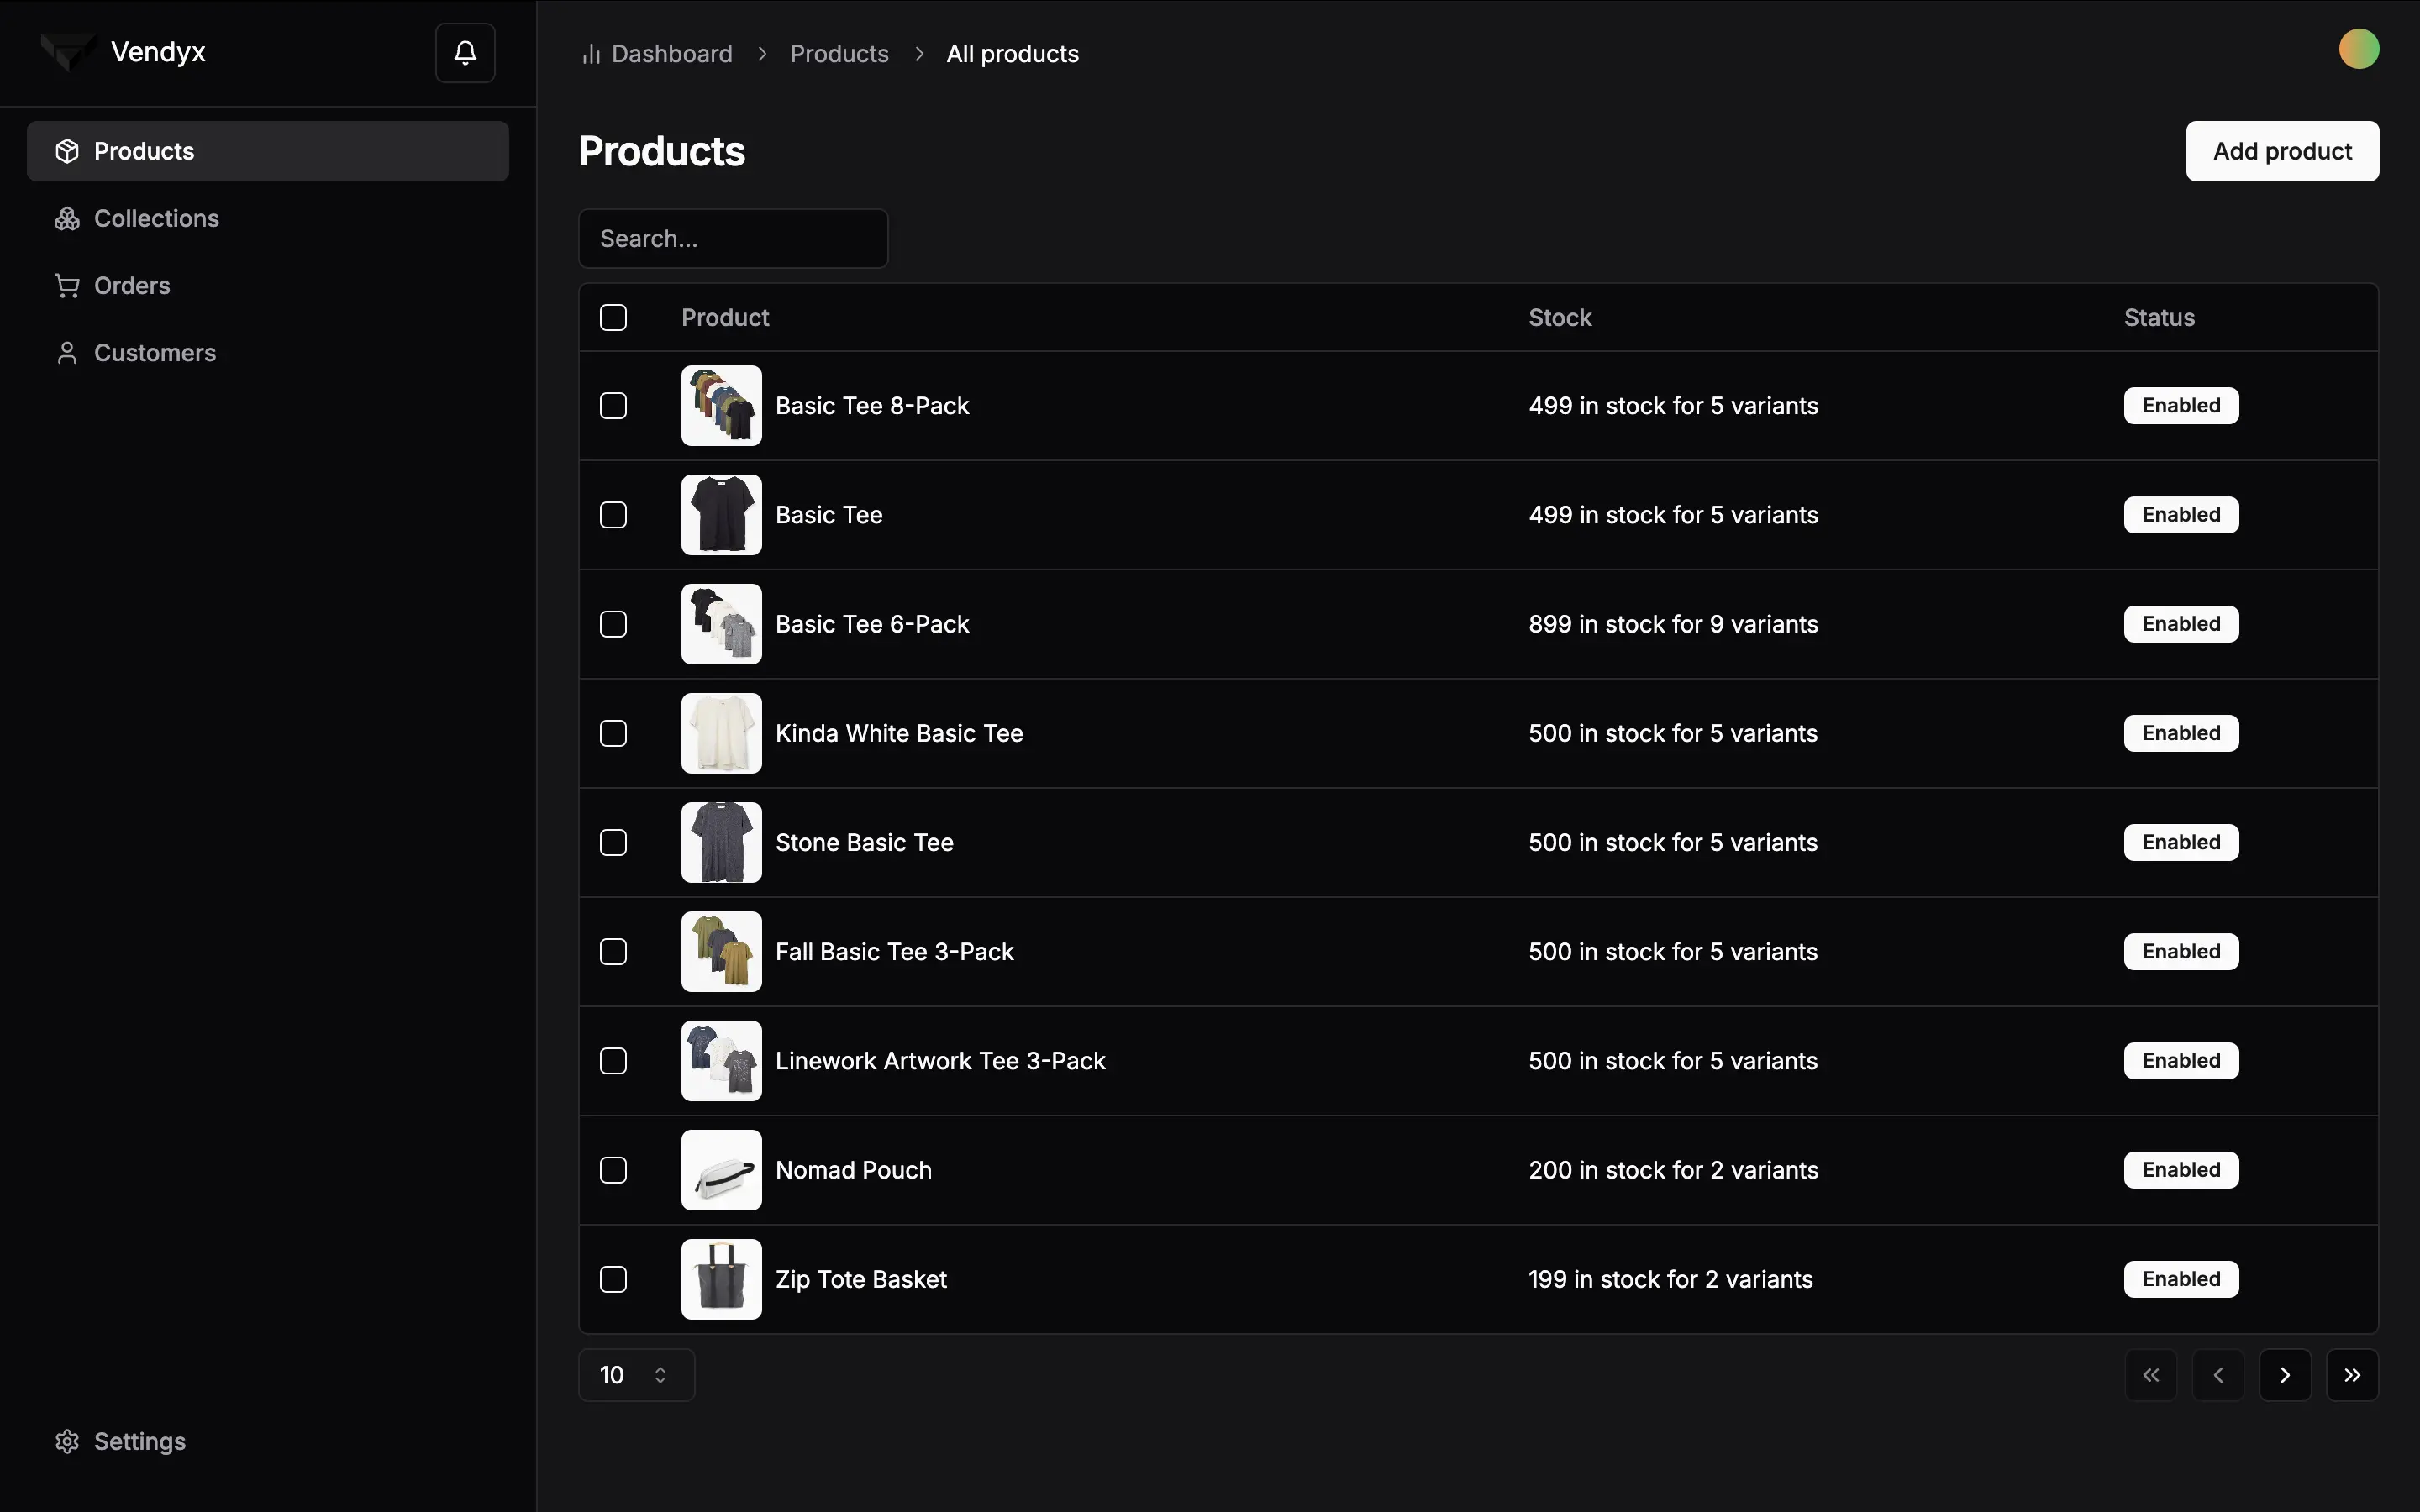 Vendyx
Dashboard > Products > All products
Products
Collections
Orders
Customers
Settings
Products
Add product
Search...
Product Stock Status
Basic Tee 8-Pack 499 in stock for 5 variants Enabled
Basic Tee 499 in stock for 5 variants Enabled
Basic Tee 6-Pack 899 in stock for 9 variants Enabled
Kinda White Basic Tee 500 in stock for 5 variants Enabled
Stone Basic Tee 500 in stock for 5 variants Enabled
Fall Basic Tee 3-Pack 500 in stock for 5 variants Enabled
Linework Artwork Tee 3-Pack 500 in stock for 5 variants Enabled
Nomad Pouch 200 in stock for 2 variants Enabled
Zip Tote Basket 199 in stock for 2 variants Enabled
10